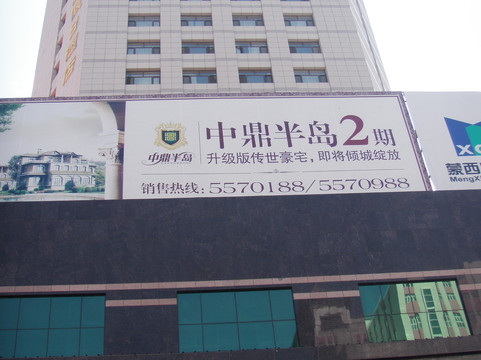 中鼎半岛
中鼎半岛2期
升级版传世豪宅,即将倾城绽放
销售热线: 5570188/5570988
XC
蒙西
MengX